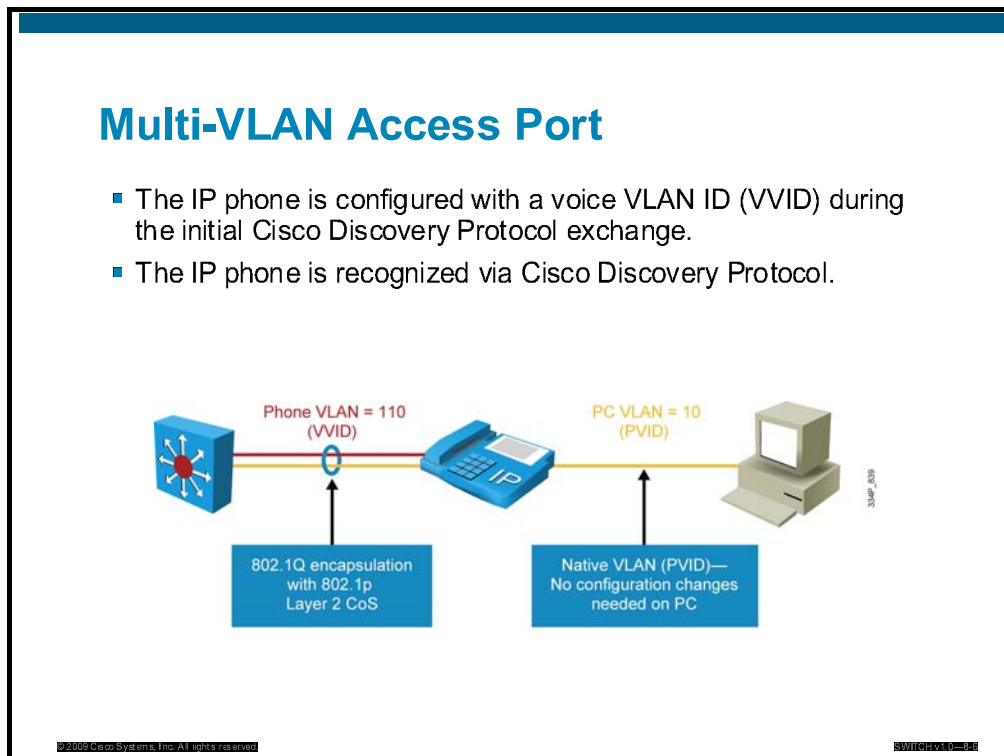 Multi-VLAN Access Port
The IP phone is configured with a voice VLAN ID (VVID) during
the initial Cisco Discovery Protocol exchange.
The IP phone is recognized via Cisco Discovery Protocol.
Phone VLAN = 110
(VVID)
PC VLAN = 10
(PVID)
IP
334P_839
802.1Q encapsulation
with 802.1p
Layer 2 CoS
Native VLAN (PVID)—
No configuration changes
needed on PC
© 2009 Cisco Systems, Inc. All rights reserved.
SWITCH v1.0—8-6